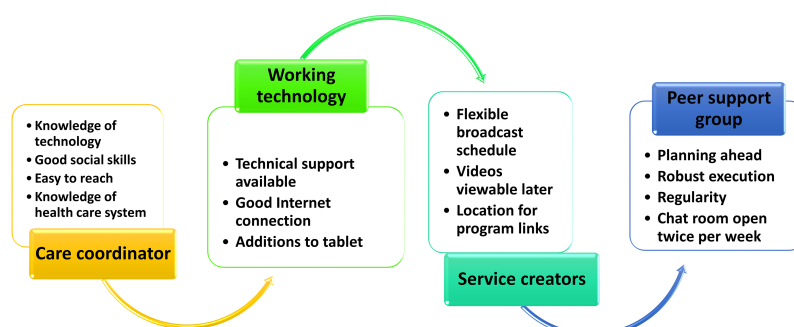 • Knowledge of
technology
• Good social skills
• Easy to reach
• Knowledge of
health care system
Care coordinator
Working
technology
• Technical support
available
• Good Internet
connection
• Additions to tablet
• Flexible
broadcast
schedule
• Videos
viewable later
• Location for
program links
Service creators
Peer support
group
• Planning ahead
• Robust execution
• Regularity
• Chat room open
twice per week